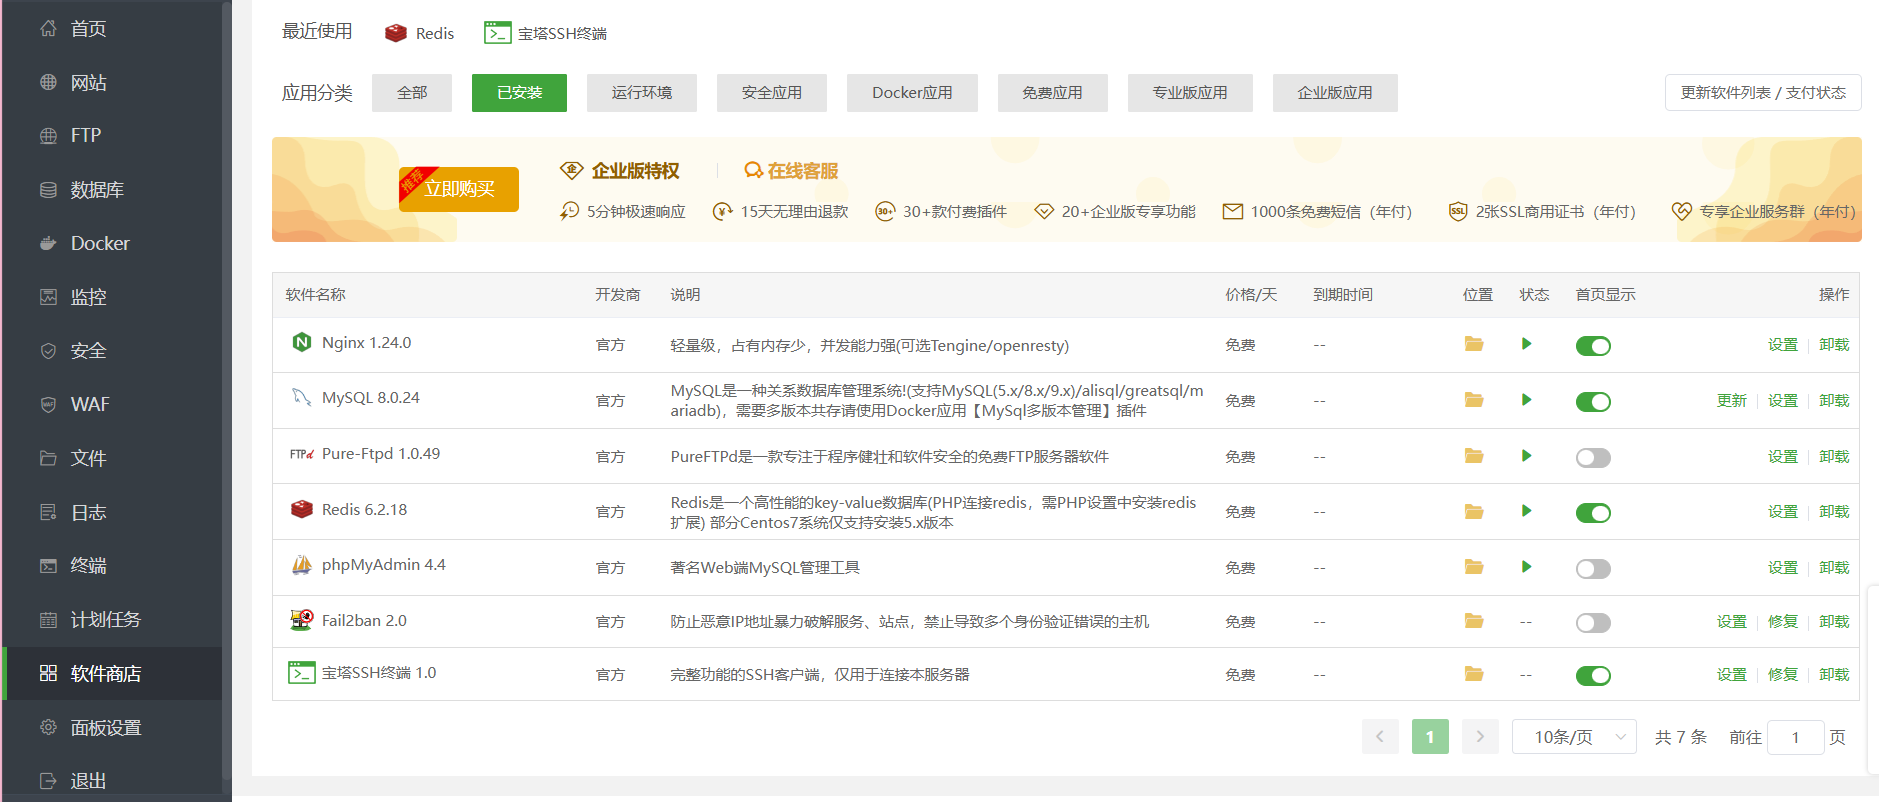 首页
网站
FTP
数据库
Docker
监控
安全
WAF
文件
日志
终端
计划任务
软件商店
面板设置
退出
最近使用 Redis 宝塔SSH终端
应用分类 全部 已安装 运行环境 安全应用 Docker应用 免费应用 专业版应用 企业版应用 更新软件列表 / 支付状态
推荐 立即购买
企业版特权 在线客服
5分钟极速响应 15天无理由退款 30+款付费插件 20+企业版专享功能 1000条免费短信（年付） 2张SSL商用证书（年付） 专享企业服务群（年付）
软件名称 开发商 说明 价格/天 到期时间 位置 状态 首页显示 操作
Nginx 1.24.0 官方 轻量级，占有内存少，并发能力强(可选Tengine/openresty) 免费 -- 设置 卸载
MySQL 8.0.24 官方 MySQL是一种关系数据库管理系统!(支持MySQL(5.x/8.x/9.x)/alisql/greatsql/m
ariadb)，需要多版本共存请使用Docker应用【MySql多版本管理】插件 免费 -- 更新 设置 卸载
Pure-Ftpd 1.0.49 官方 PureFTPd是一款专注于程序健壮和软件安全的免费FTP服务器软件 免费 -- 设置 卸载
Redis 6.2.18 官方 Redis是一个高性能的key-value数据库(PHP连接redis，需PHP设置中安装redis
扩展) 部分Centos7系统仅支持安装5.x版本 免费 -- 设置 卸载
phpMyAdmin 4.4 官方 著名Web端MySQL管理工具 免费 -- 设置 卸载
Fail2ban 2.0 官方 防止恶意IP地址暴力破解服务、站点，禁止导致多个身份验证错误的主机 免费 -- -- 设置 修复 卸载
宝塔SSH终端 1.0 官方 完整功能的SSH客户端，仅用于连接本服务器 免费 -- -- 设置 修复 卸载
1 10条/页 共 7 条 前往 1 页